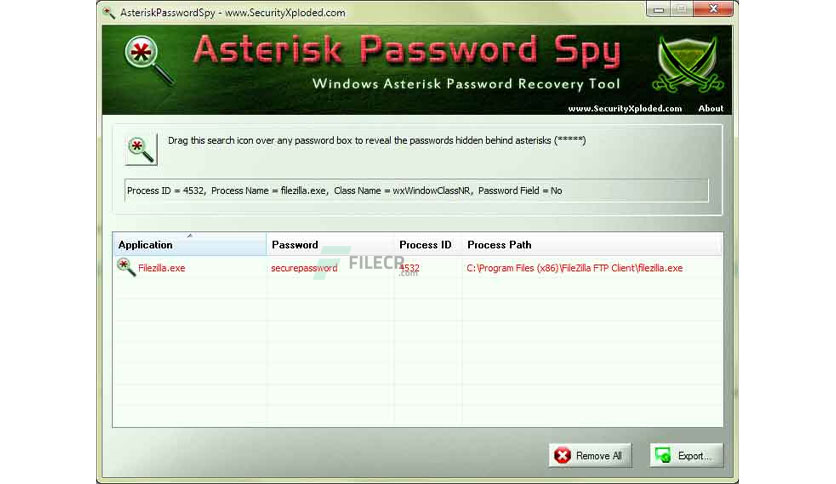 AsteriskPasswordSpy - www.SecurityXploded.com
Asterisk Password Spy
Windows Asterisk Password Recovery Tool
www.SecurityXploded.com About
Drag this search icon over any password box to reveal the passwords hidden behind asterisks (*****)
Process ID = 4532, Process Name = filezilla.exe, Class Name = wxWindowClassNR, Password Field = No
Application Password Process ID Process Path
Filezilla.exe securepassword 4532 C:\Program Files (x86)\FileZilla FTP Client\filezilla.exe
FILECR
.com
Remove All Export...